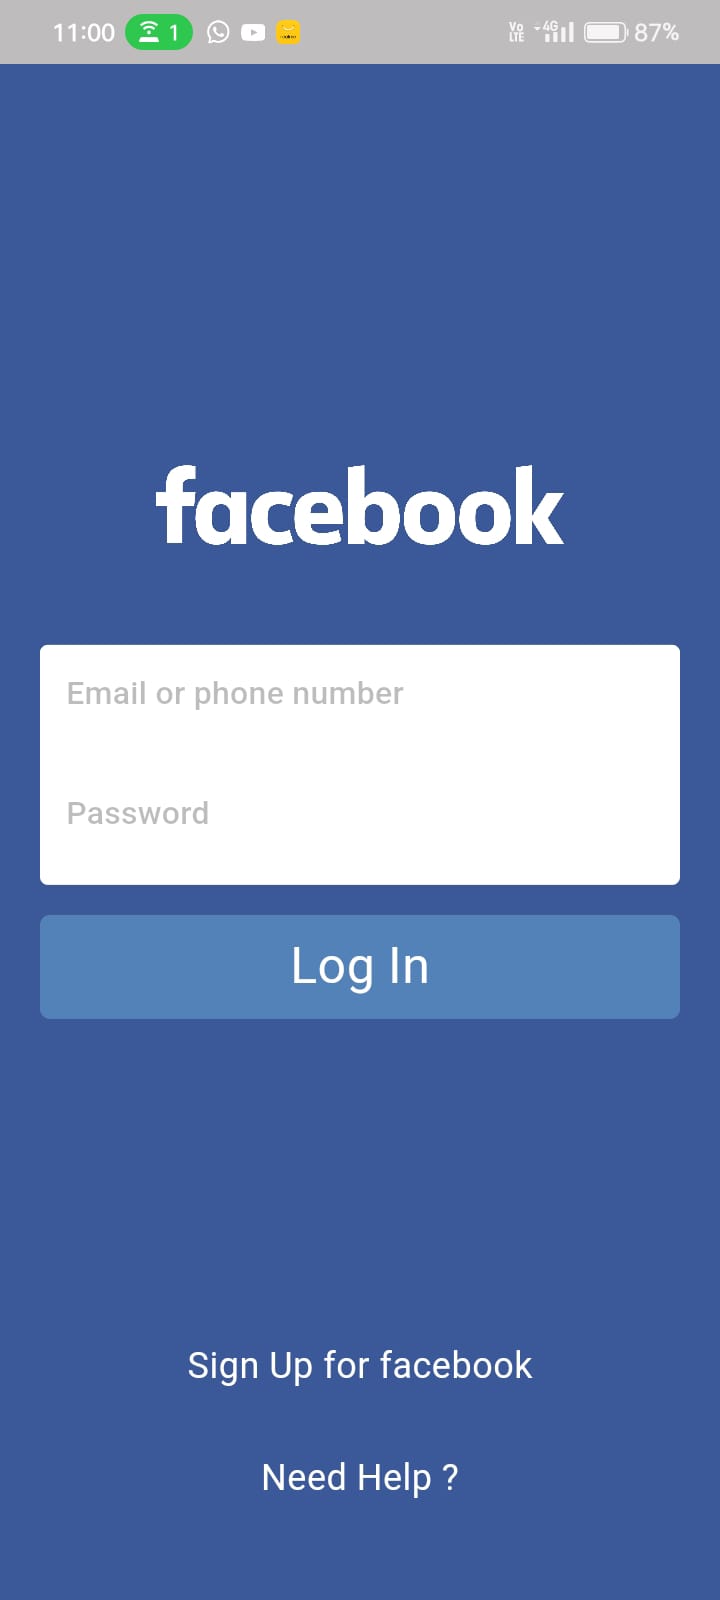 11:00 1 Vo LTE 4G 87%
facebook
Email or phone number
Password
Log In
Sign Up for facebook
Need Help ?